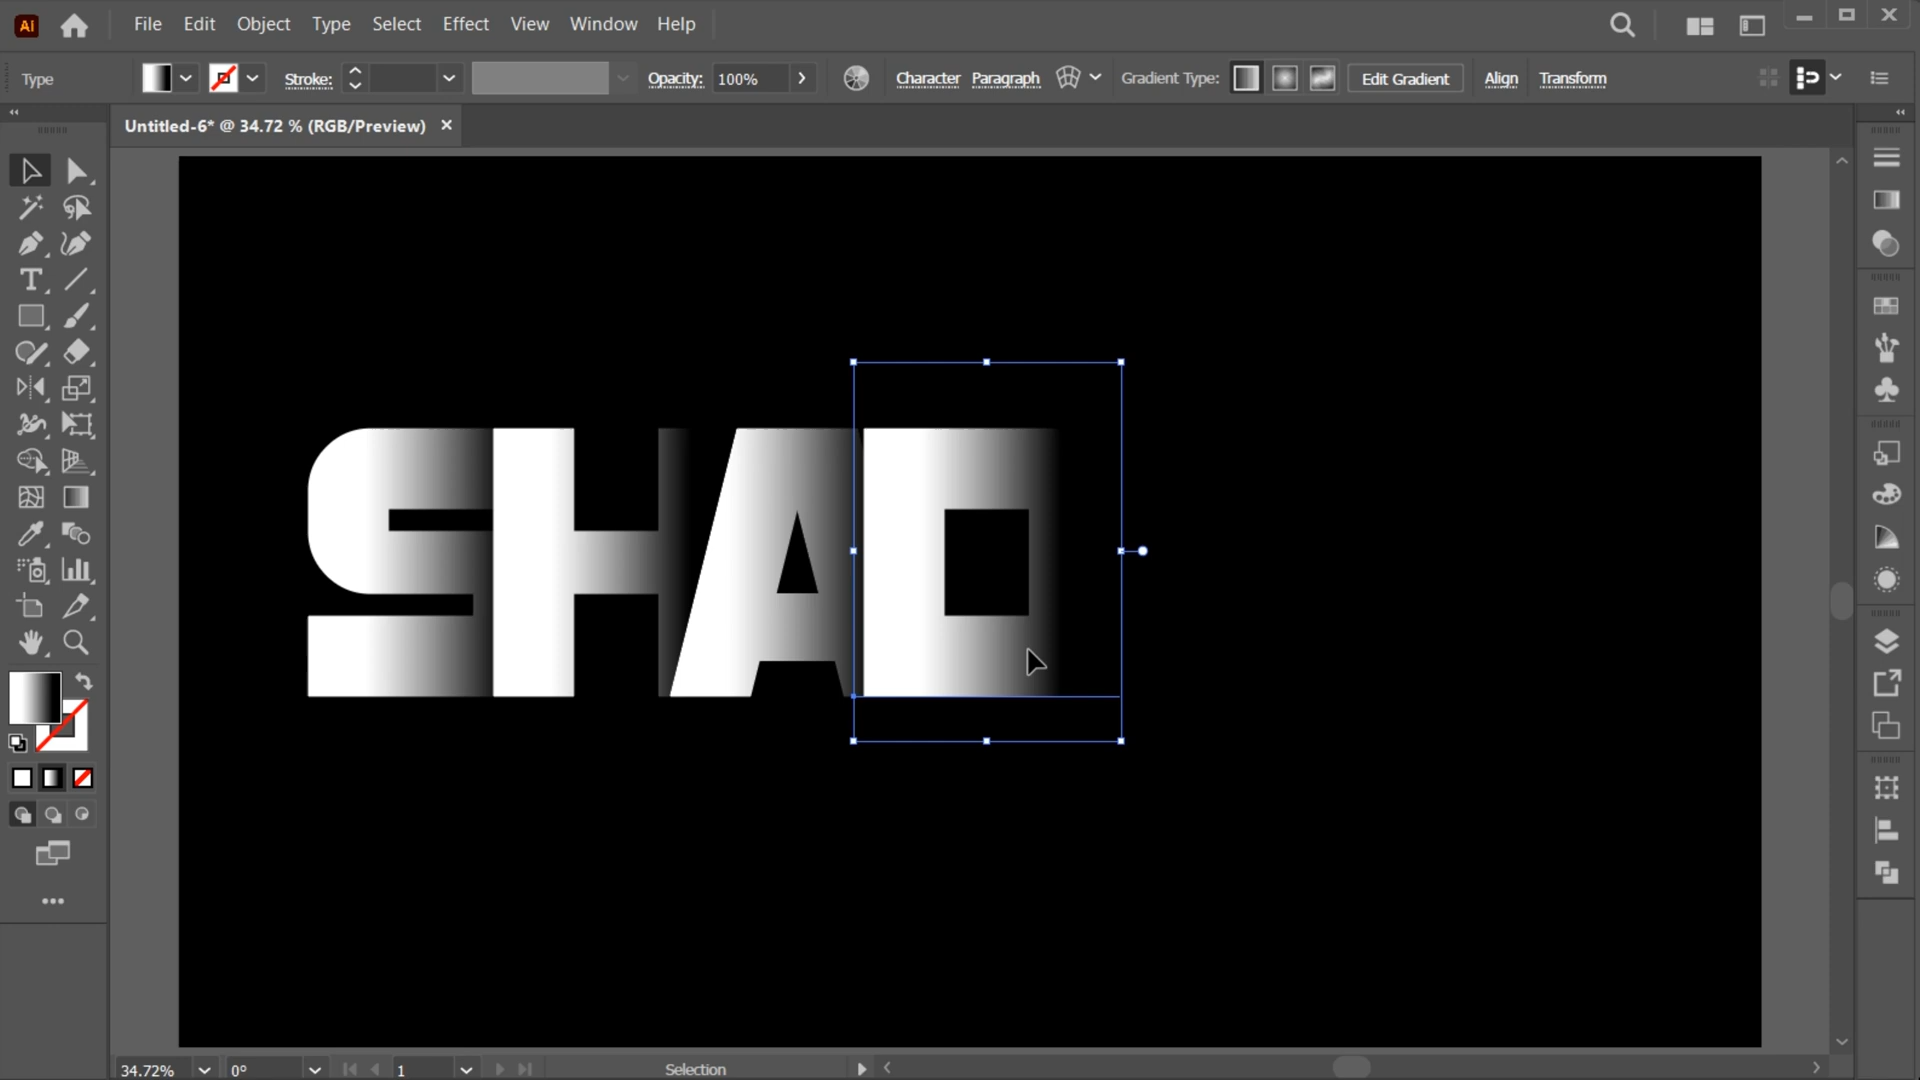 Ai File Edit Object Type Select Effect View Window Help
Type Stroke: Opacity: 100% Character Paragraph Gradient Type: Edit Gradient Align Transform
Untitled-6* @ 34.72 % (RGB/Preview) ×
SHAD
34.72% 0° 1 Selection